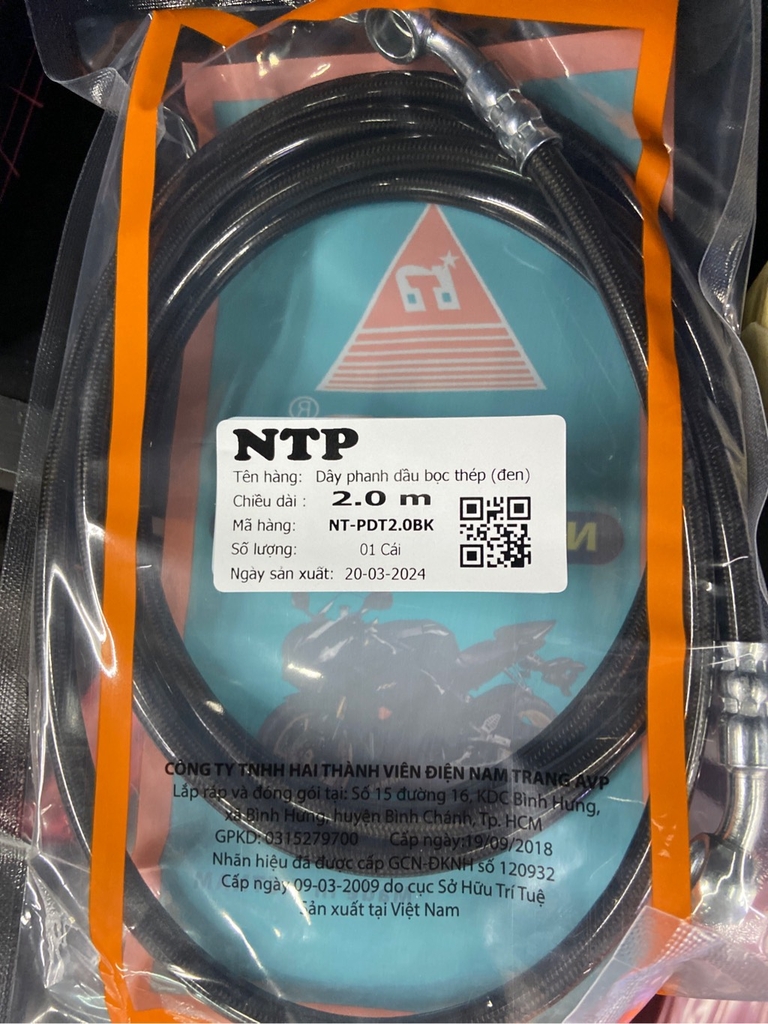 ®
NTP
Tên hàng: Dây phanh dầu bọc thép (đen)
Chiều dài : 2.0 m
Mã hàng: NT-PDT2.0BK
Số lượng: 01 Cái
Ngày sản xuất: 20-03-2024
CÔNG TY TNHH HAI THÀNH VIÊN ĐIỆN NAM TRANG AVP
Lắp ráp và đóng gói tại: Số 15 đường 16, KDC Bình Hưng,
xã Bình Hưng, huyện Bình Chánh, Tp. HCM
GPKD: 0315279700 Cấp ngày:19/09/2018
Nhãn hiệu đã được cấp GCN-ĐKNH số 120932
Cấp ngày 09-03-2009 do cục Sở Hữu Trí Tuệ
Sản xuất tại Việt Nam